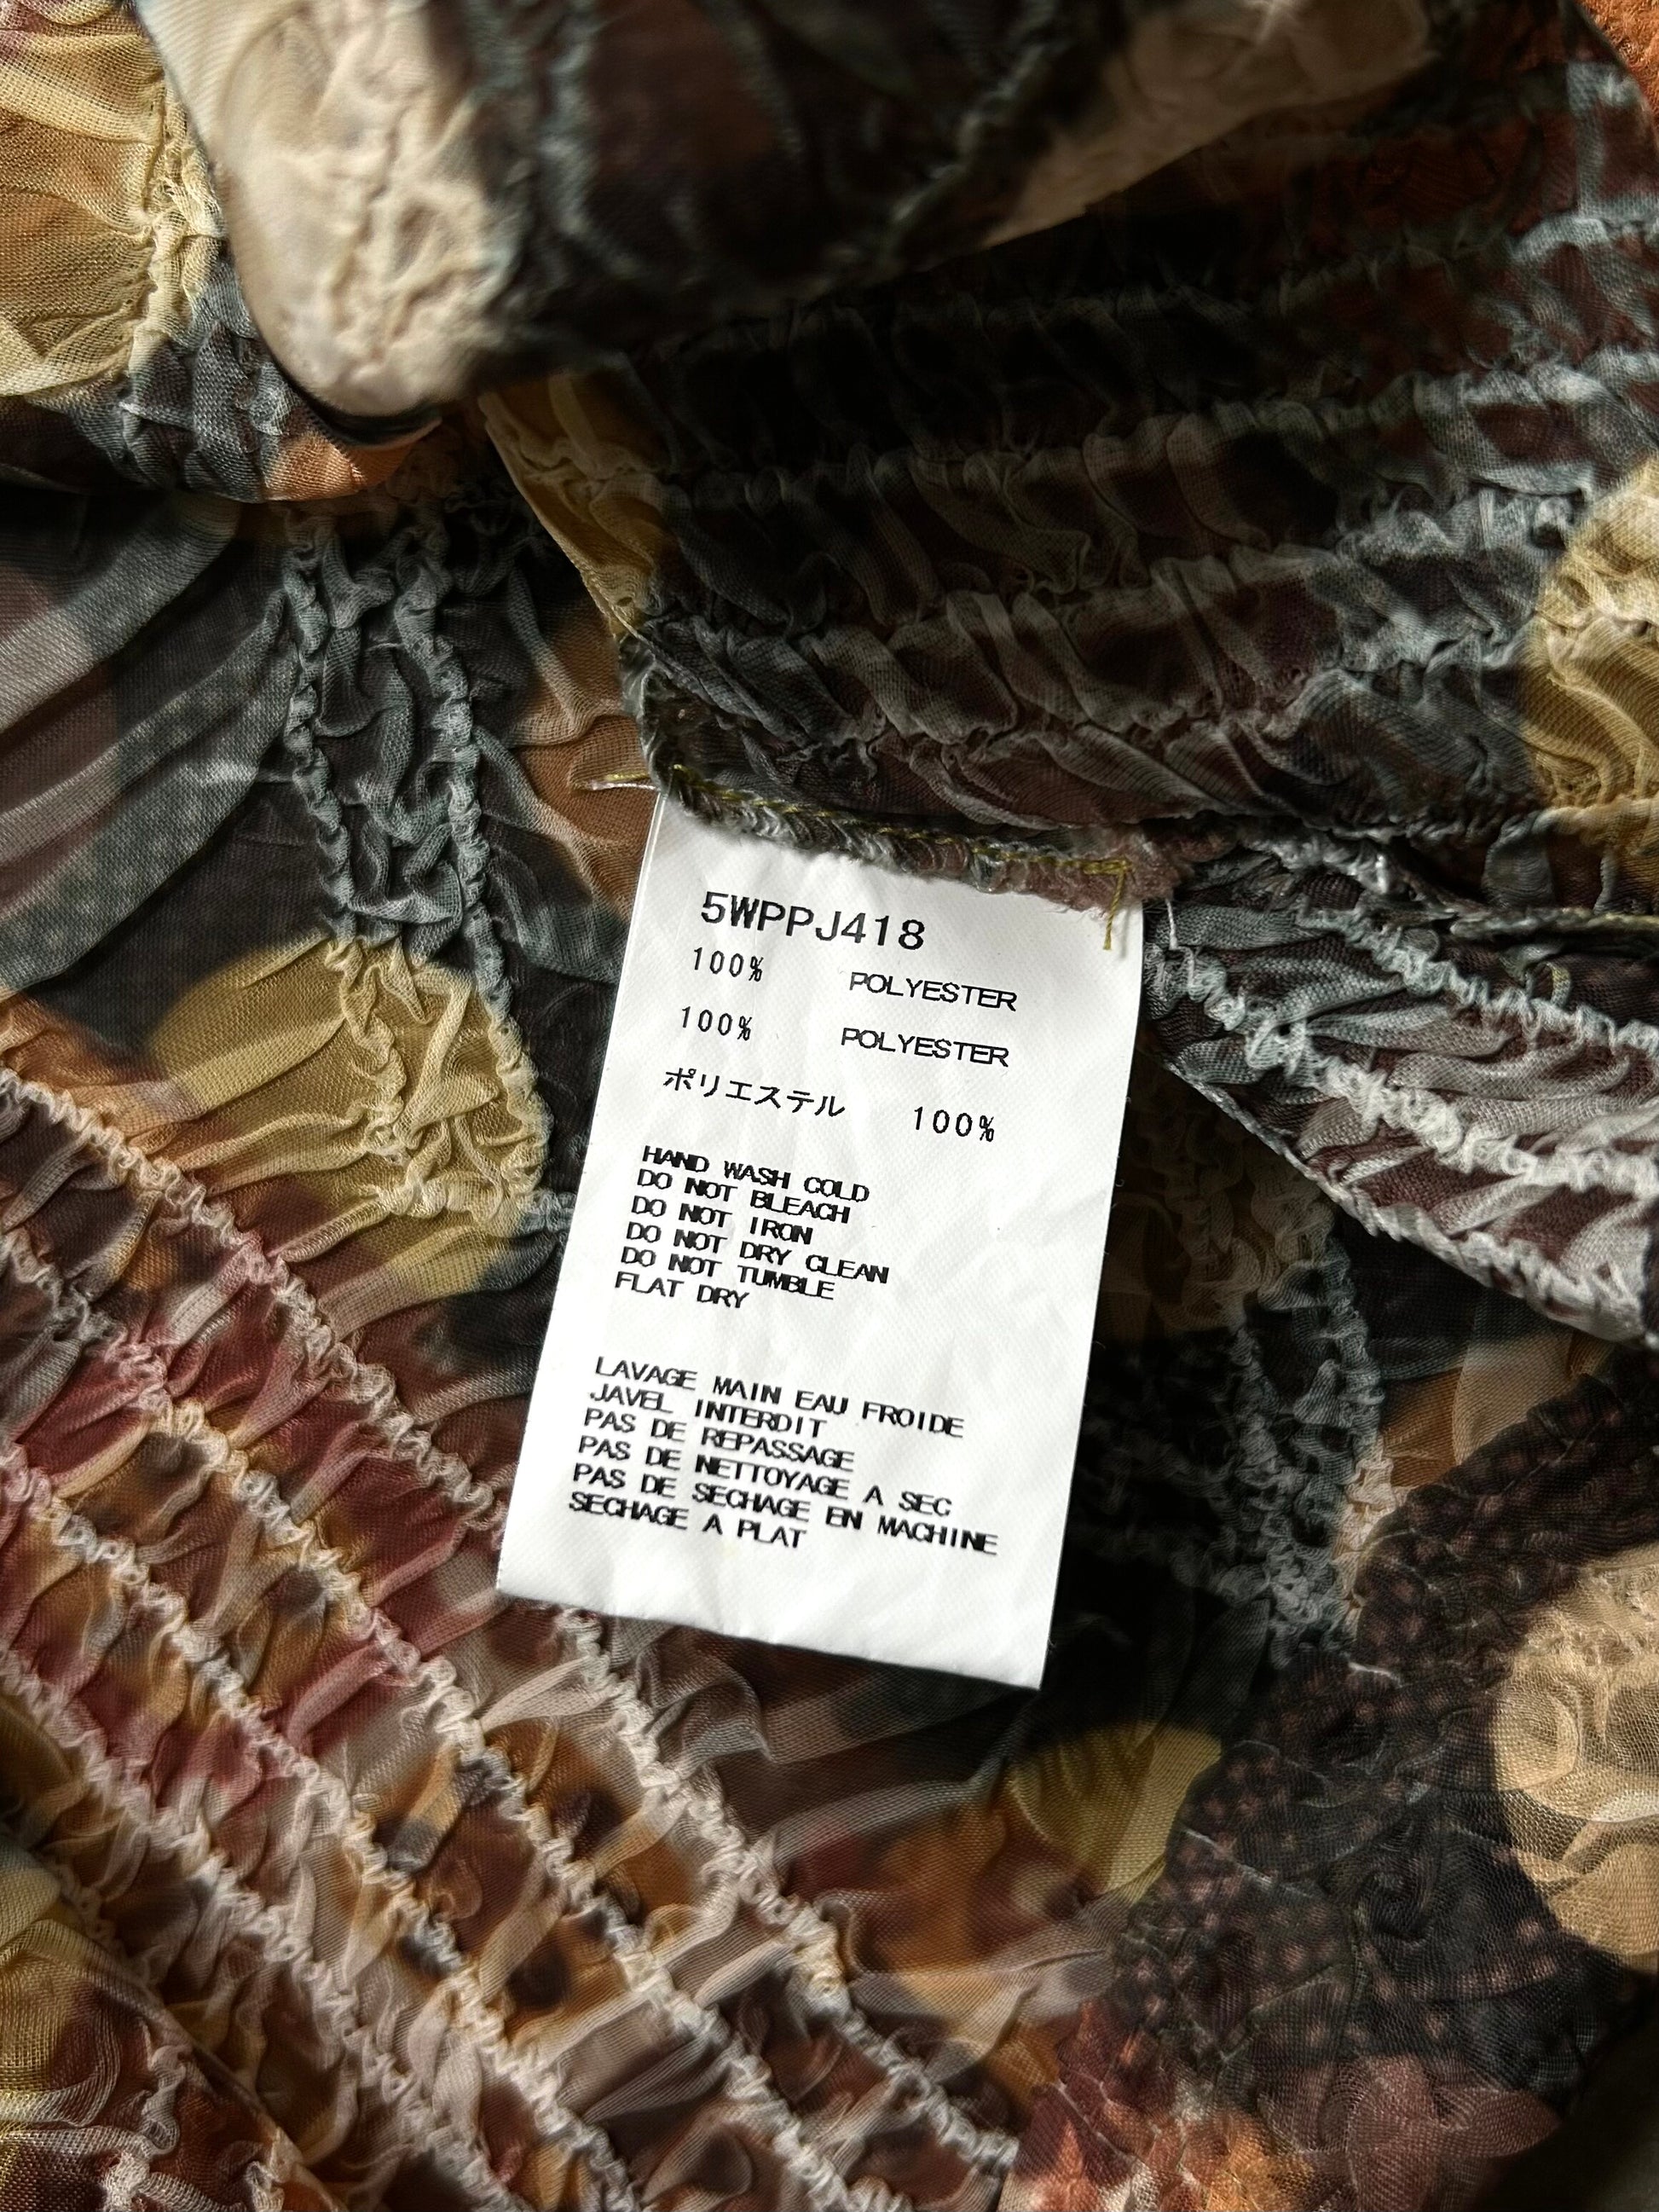 5WPPJ418
100% POLYESTER
100% POLYESTER
ポリエステル 100%
HAND WASH COLD
DO NOT BLEACH
DO NOT IRON
DO NOT DRY CLEAN
DO NOT TUMBLE
FLAT DRY
LAVAGE MAIN EAU FROIDE
JAVEL INTERDIT
PAS DE REPASSAGE
PAS DE NETTOYAGE A SEC
PAS DE SECHAGE EN MACHINE
SECHAGE A PLAT